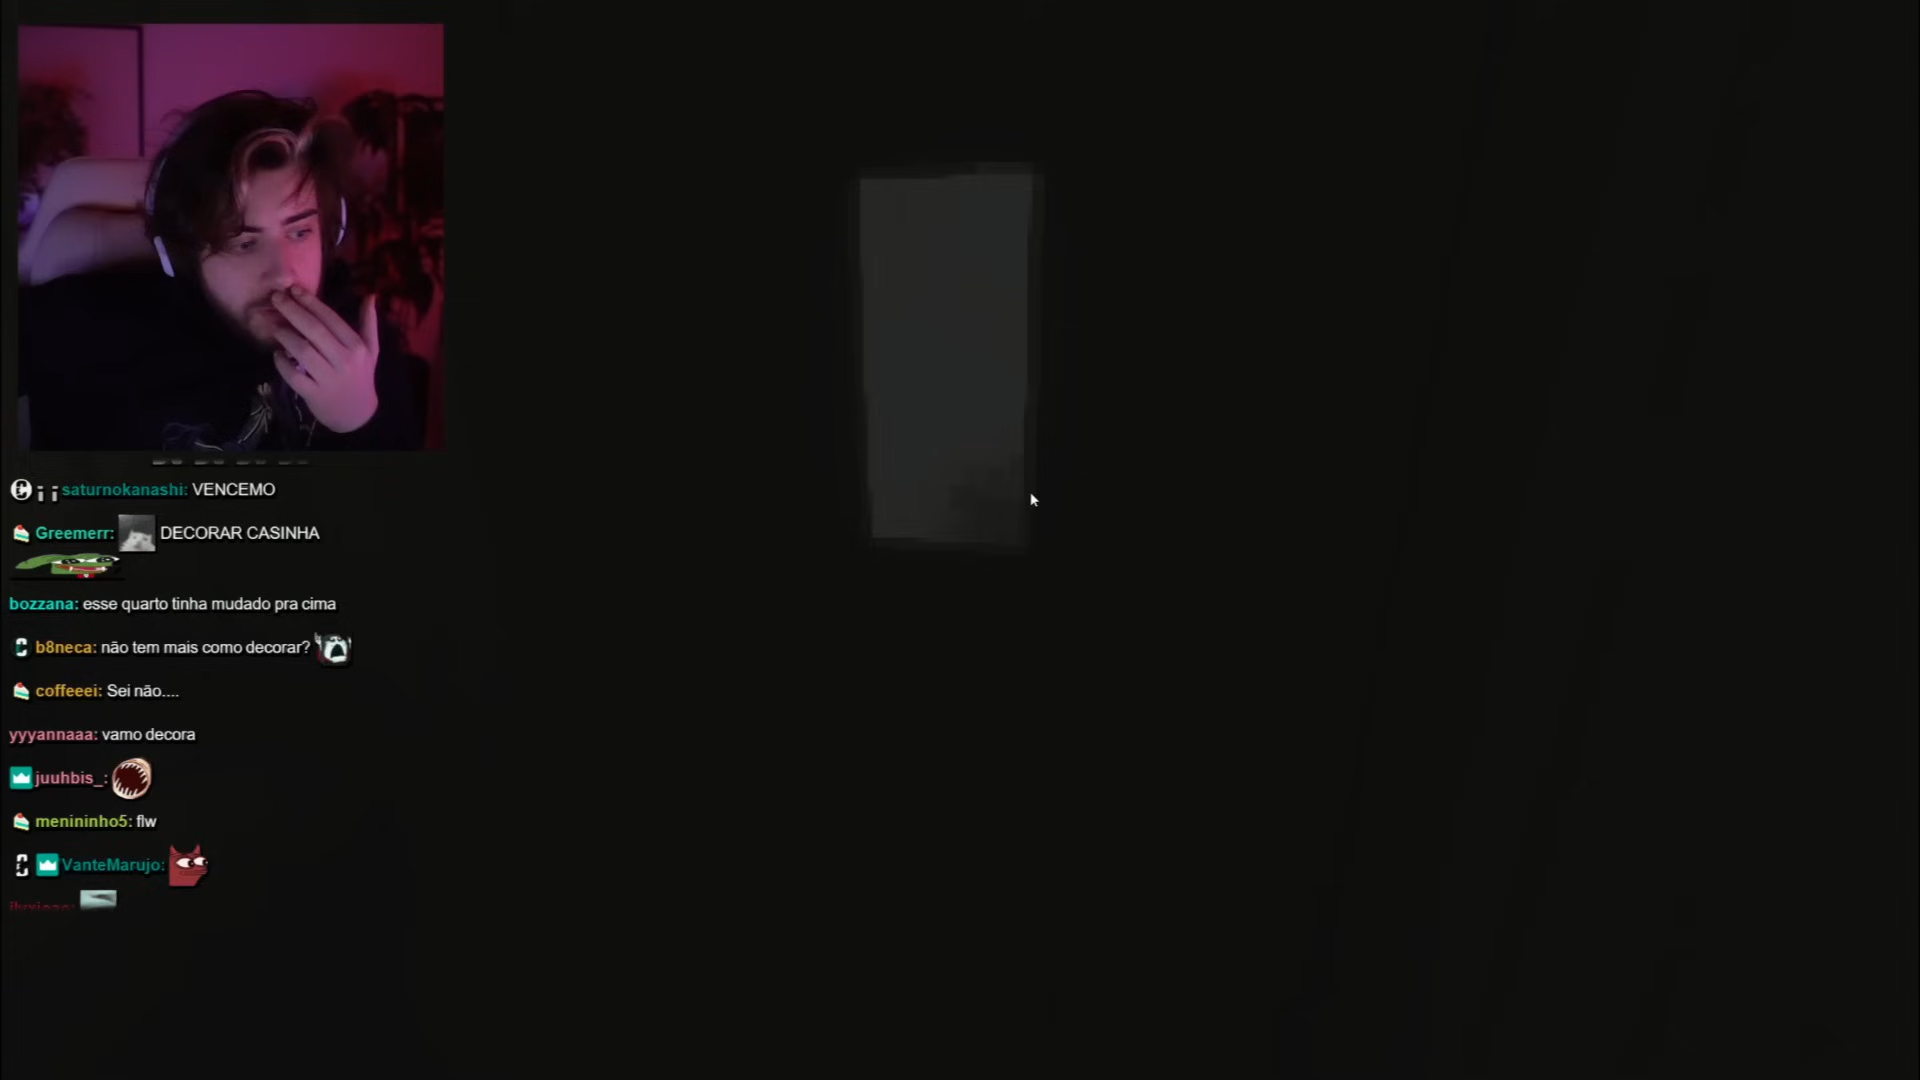 saturnokanashi: VENCEMO
Greemerr: DECORAR CASINHA
bozzana: esse quarto tinha mudado pra cima
b8neca: não tem mais como decorar?
coffeeei: Sei não....
yyyannaaa: vamo decora
juuhbis_:
menininho5: flw
VanteMarujo: